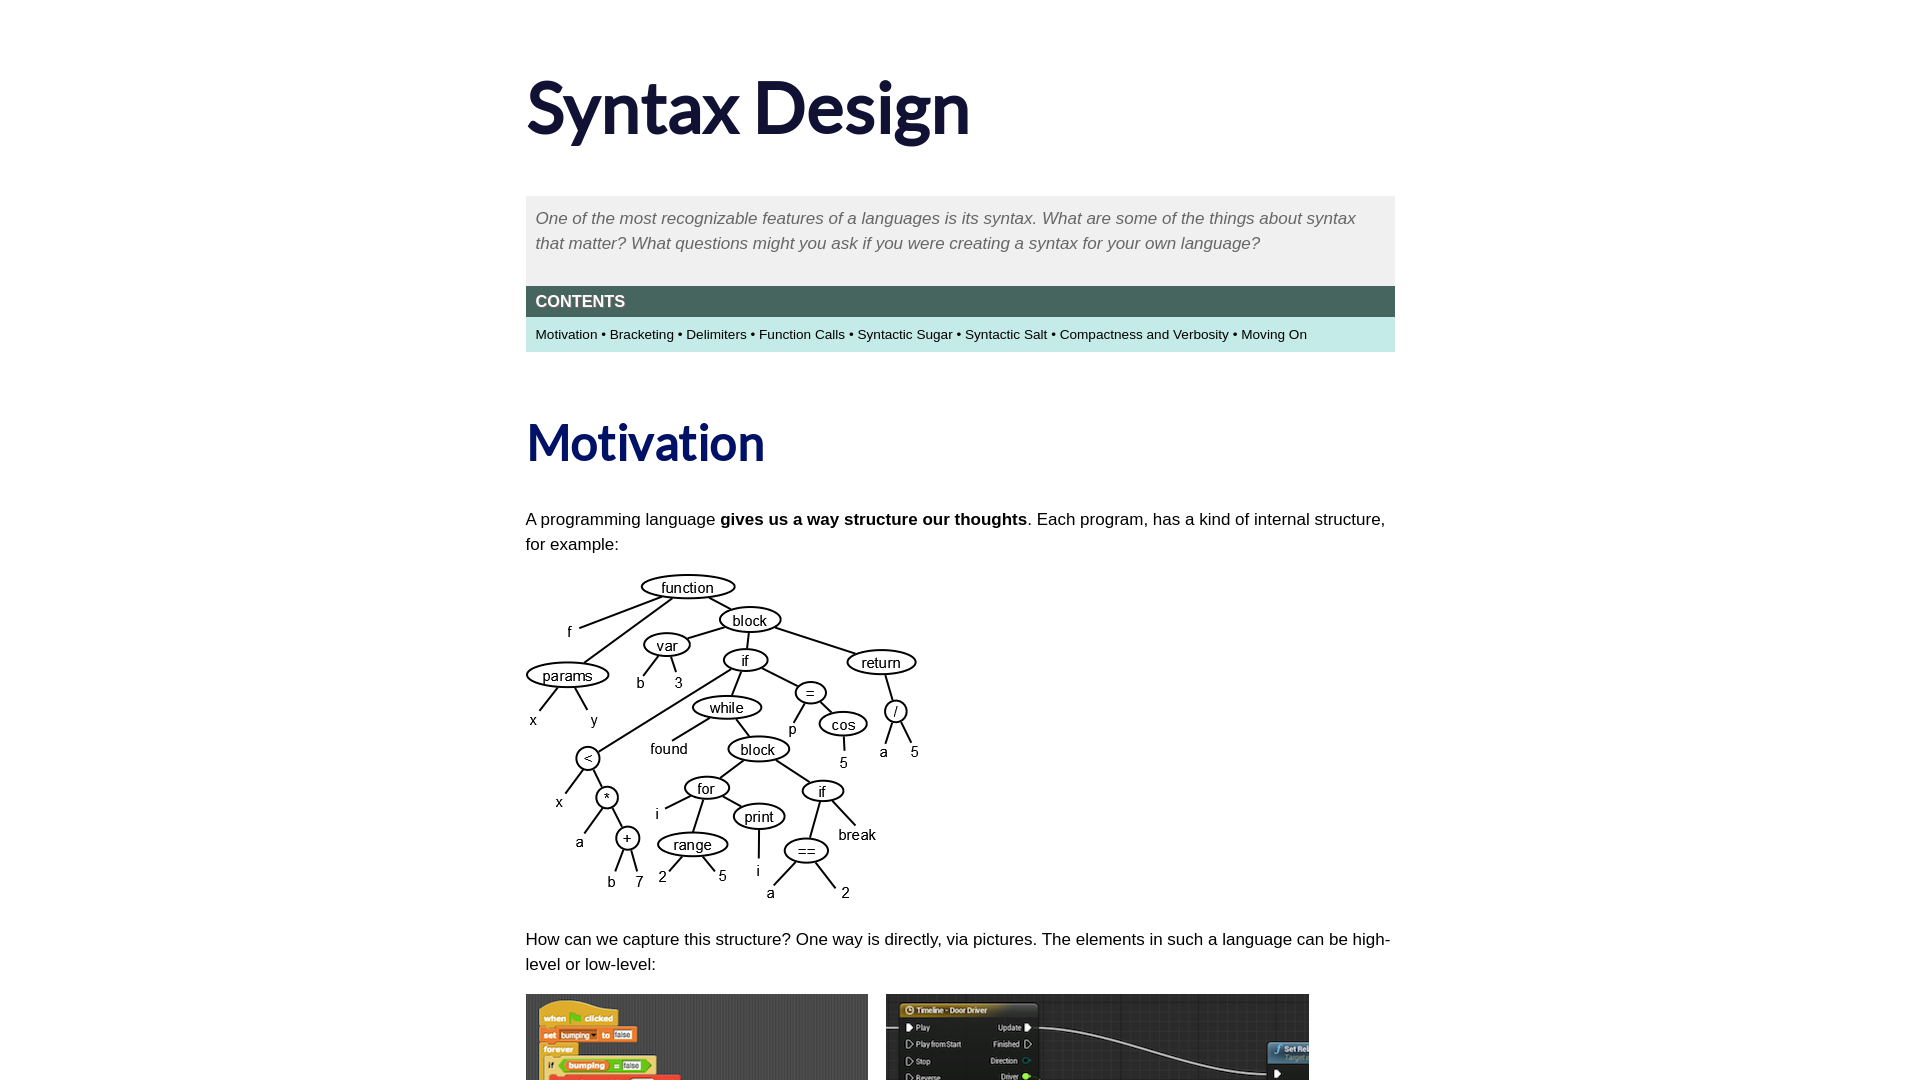 Syntax Design
One of the most recognizable features of a languages is its syntax. What are some of the things about syntax
that matter? What questions might you ask if you were creating a syntax for your own language?
CONTENTS
Motivation • Bracketing • Delimiters • Function Calls • Syntactic Sugar • Syntactic Salt • Compactness and Verbosity • Moving On
Motivation
A programming language gives us a way structure our thoughts. Each program, has a kind of internal structure,
for example:
function
block
f
var
if
return
params
b 3
=
while
/
x y
p cos
found
block
a 5
<
5
for
if
x
*
i
print
break
a
+
range
==
b 7
2 5
i
a 2
How can we capture this structure? One way is directly, via pictures. The elements in such a language can be high-
level or low-level:
when clicked
set bumping to false
forever
if bumping = false
Timeline - Door Driver
Play Update
Play from Start Finished
Stop Direction
Reverse Driver
Set Rel
Target